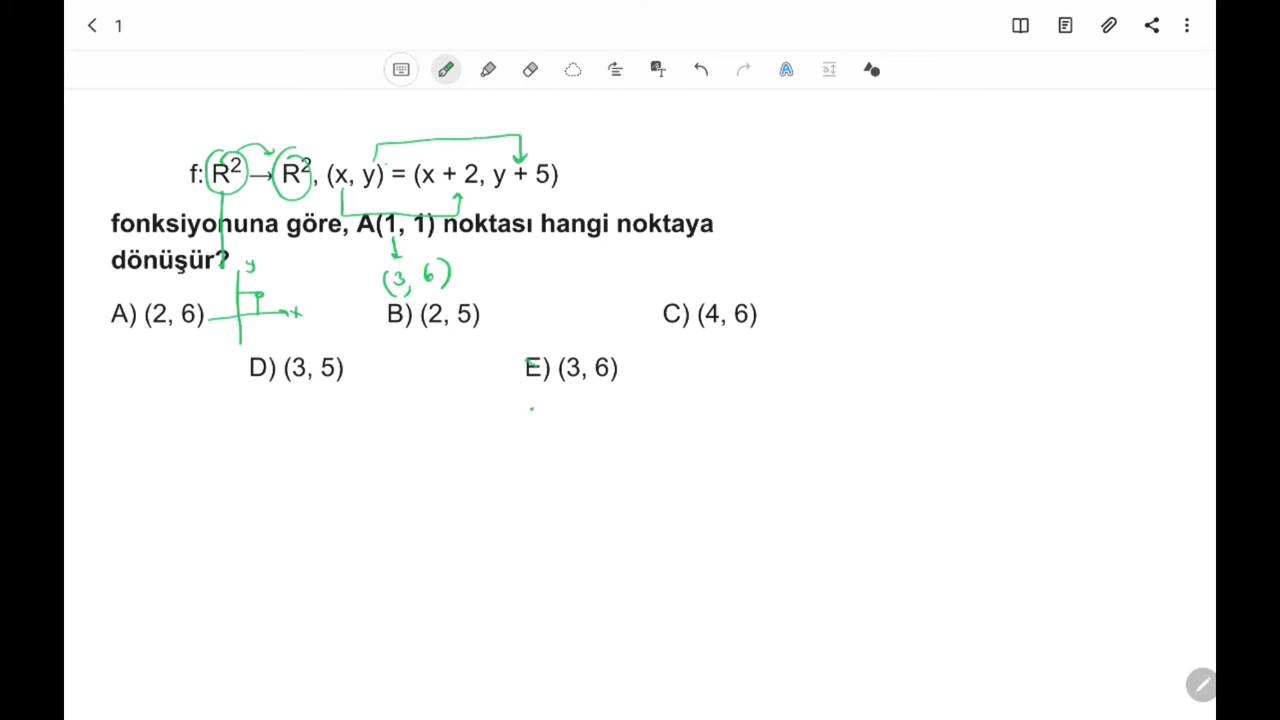 1
f: R² → R², (x, y) = (x + 2, y + 5)
fonksiyonuna göre, A(1, 1) noktası hangi noktaya
dönüşür?
y
(3, 6)
x
A) (2, 6)
B) (2, 5)
C) (4, 6)
D) (3, 5)
E) (3, 6)